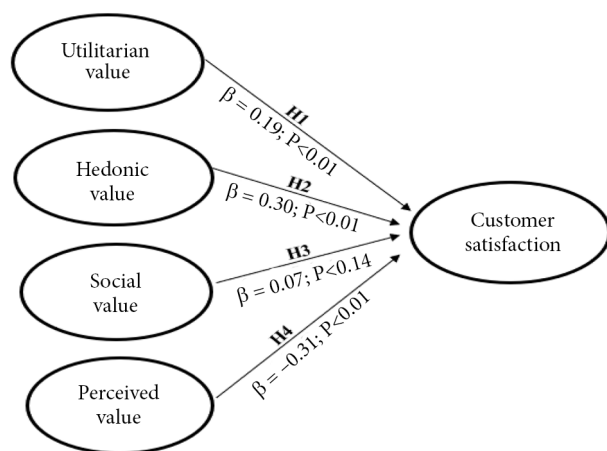 Utilitarian
value
H1
β = 0.19; P<0.01
Hedonic
value
H2
β = 0.30; P<0.01
Customer
satisfaction
Social
value
H3
β = 0.07; P<0.14
Perceived
value
H4
β = –0.31; P<0.01